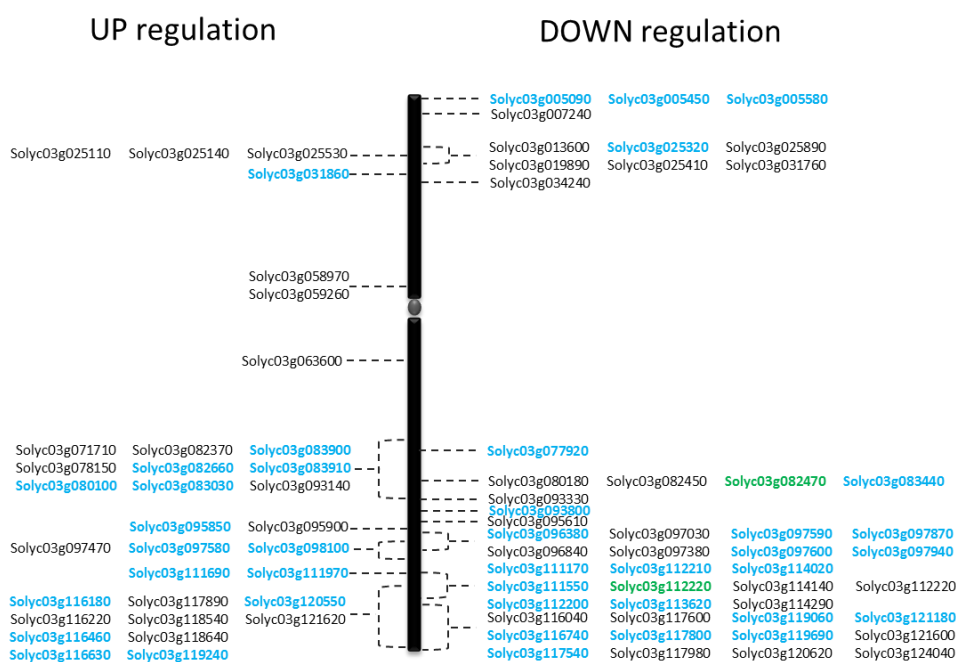 UP regulation
DOWN regulation
Solyc03g005090 Solyc03g005450 Solyc03g005580
Solyc03g007240
Solyc03g025110 Solyc03g025140 Solyc03g025530
Solyc03g031860
Solyc03g013600 Solyc03g025320 Solyc03g025890
Solyc03g019890 Solyc03g025410 Solyc03g031760
Solyc03g034240
Solyc03g058970
Solyc03g059260
Solyc03g063600
Solyc03g071710 Solyc03g082370 Solyc03g083900
Solyc03g078150 Solyc03g082660 Solyc03g083910
Solyc03g080100 Solyc03g083030 Solyc03g093140
Solyc03g077920
Solyc03g080180 Solyc03g082450 Solyc03g082470 Solyc03g083440
Solyc03g093330
Solyc03g093800
Solyc03g095610
Solyc03g095850 Solyc03g095900
Solyc03g097470 Solyc03g097580 Solyc03g098100
Solyc03g111690 Solyc03g111970
Solyc03g096380 Solyc03g097030 Solyc03g097590 Solyc03g097870
Solyc03g096840 Solyc03g097380 Solyc03g097600 Solyc03g097940
Solyc03g111170 Solyc03g112210 Solyc03g114020
Solyc03g111550 Solyc03g112220 Solyc03g114140 Solyc03g112220
Solyc03g112200 Solyc03g113620 Solyc03g114290
Solyc03g116180 Solyc03g117890 Solyc03g120550
Solyc03g116220 Solyc03g118540 Solyc03g121620
Solyc03g116460 Solyc03g118640
Solyc03g116630 Solyc03g119240
Solyc03g116040 Solyc03g117600 Solyc03g119060 Solyc03g121180
Solyc03g116740 Solyc03g117800 Solyc03g119690 Solyc03g121600
Solyc03g117540 Solyc03g117980 Solyc03g120620 Solyc03g124040